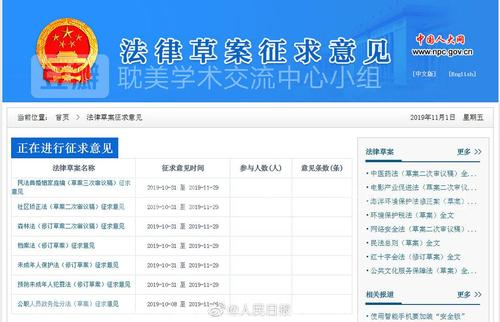 法律草案征求意见
中国人大网
www.npc.gov.cn
[中文版] [English]
豆瓣 耽美学术交流中心小组
当前位置： 首页 > 法律草案征求意见
2019年11月1日 星期五
正在进行征求意见
法律草案名称 征求意见时间 参与人数(人) 意见条数(条)
民法典婚姻家庭编（草案三次审议稿）征求意见 2019-10-31 至 2019-11-29
社区矫正法（草案二次审议稿）征求意见 2019-10-31 至 2019-11-29
森林法（修订草案二次审议稿）征求意见 2019-10-31 至 2019-11-29
档案法（修订草案）征求意见 2019-10-31 至 2019-11-29
未成年人保护法（修订草案）征求意见 2019-10-31 至 2019-11-29
预防未成年人犯罪法（修订草案）征求意见 2019-10-31 至 2019-11-29
公职人员政务处分法（草案）征求意见 2019-10-08 至 2019-11-
法律草案 更多
中医药法（草案二次审议稿）
电影产业促进法（草案二次审议...
海洋环境保护法修正案（草案）
环境保护税法（草案）全文
网络安全法（草案二次审议稿）...
民法总则（草案）全文
红十字会法（修订草案）全文
公共文化服务保障法（草案）...
相关报道 更多
使用智能手机要加装“安全锁”
@人民日报